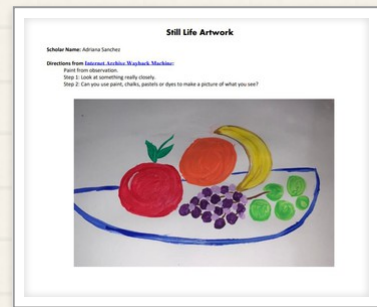 Still Life Artwork
Scholar Name: Adriana Sanchez
Directions from Internet Archive Wayback Machine:
Paint from observation.
Step 1: Look at something really closely.
Step 2: Can you use paint, chalks, pastels or dyes to make a picture of what you see?